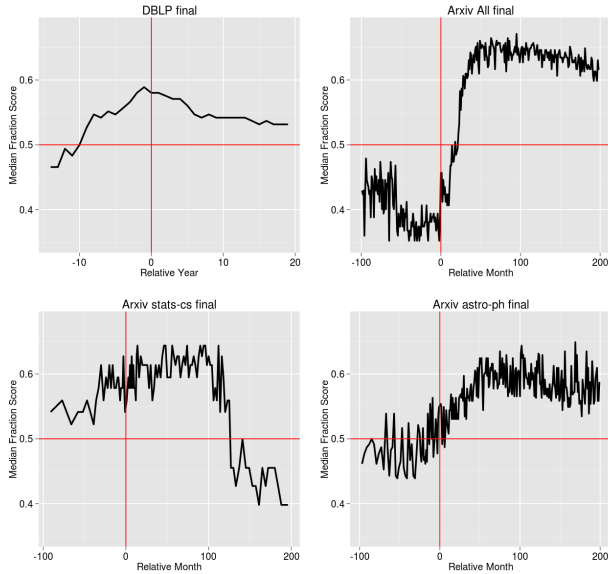 DBLP final
Median Fraction Score
0.6
0.5
0.4
-10
0
10
20
Relative Year
Arxiv All final
Median Fraction Score
0.6
0.5
0.4
-100
0
100
200
Relative Month
Arxiv stats-cs final
Median Fraction Score
0.6
0.5
0.4
-100
0
100
200
Relative Month
Arxiv astro-ph final
Median Fraction Score
0.6
0.5
0.4
-100
0
100
200
Relative Month